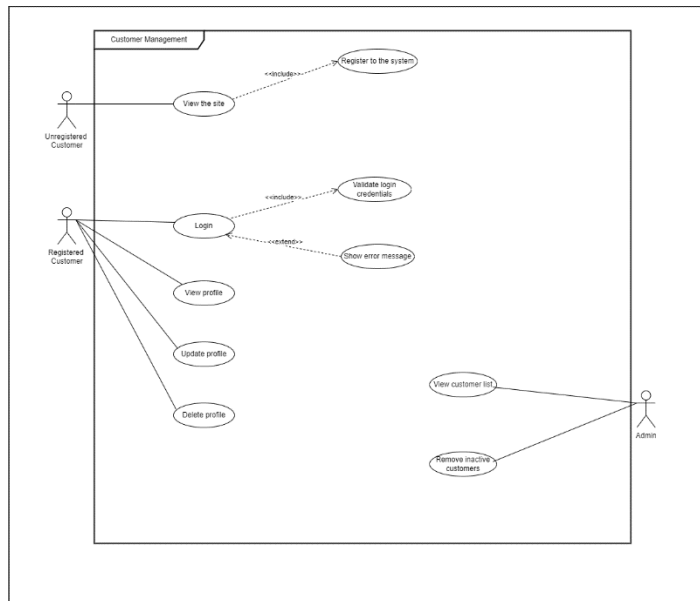 Customer Management
Register to the system
<<include>>
View the site
Unregistered
Customer
Validate login
credentials
<<include>>
Login
<<extend>>
Show error message
Registered
Customer
View profile
Update profile
View customer list
Delete profile
Admin
Remove inactive
customers